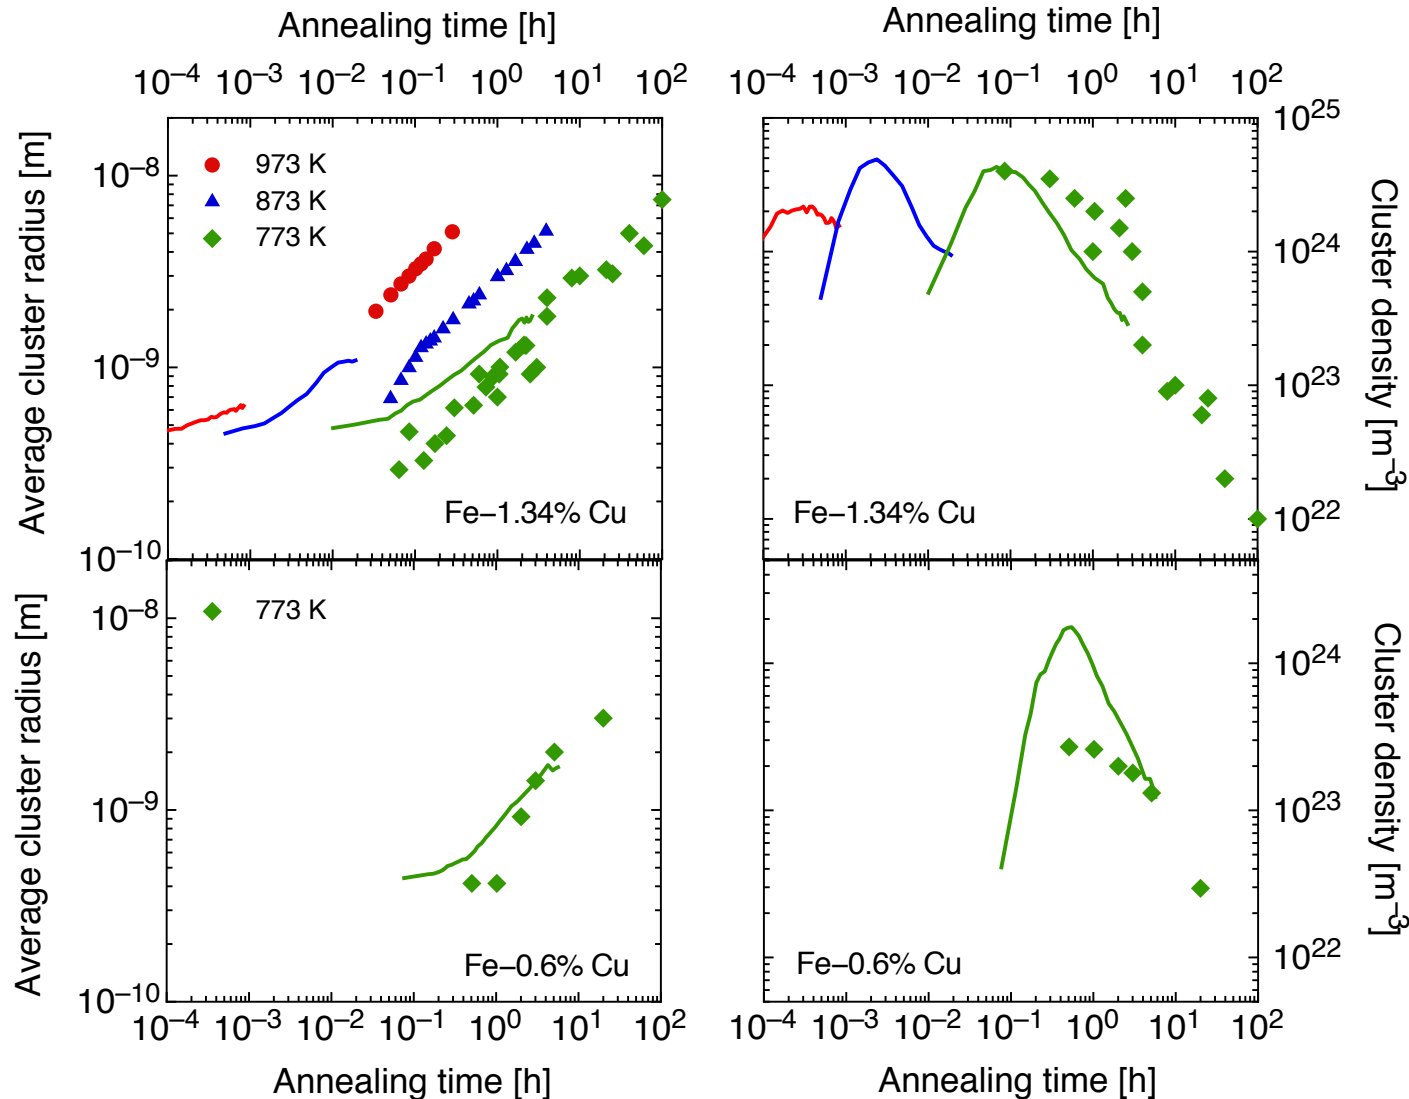 Annealing time [h]
Annealing time [h]
10⁻⁴ 10⁻³ 10⁻² 10⁻¹ 10⁰ 10¹ 10²
10⁻⁴ 10⁻³ 10⁻² 10⁻¹ 10⁰ 10¹ 10²
Average cluster radius [m]
10⁻⁸
10⁻⁹
10⁻¹⁰
973 K
873 K
773 K
Fe−1.34% Cu
Fe−1.34% Cu
10²⁵
10²⁴
10²³
10²²
Cluster density [m⁻³]
Average cluster radius [m]
10⁻⁸
10⁻⁹
10⁻¹⁰
773 K
Fe−0.6% Cu
Fe−0.6% Cu
10²⁴
10²³
10²²
Cluster density [m⁻³]
10⁻⁴ 10⁻³ 10⁻² 10⁻¹ 10⁰ 10¹ 10²
10⁻⁴ 10⁻³ 10⁻² 10⁻¹ 10⁰ 10¹ 10²
Annealing time [h]
Annealing time [h]